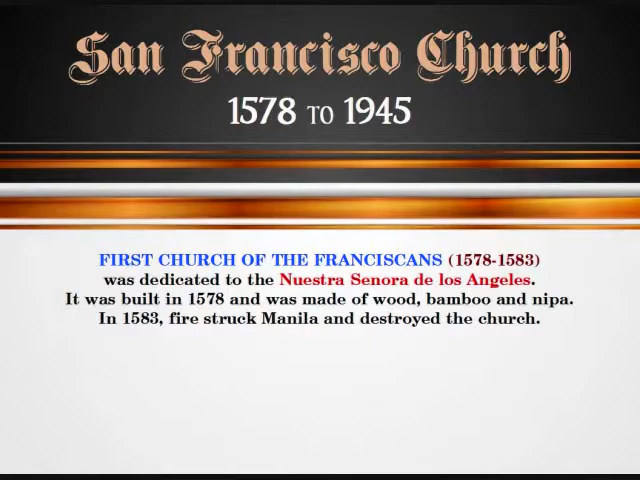 San Francisco Church
1578 TO 1945
FIRST CHURCH OF THE FRANCISCANS (1578-1583)
was dedicated to the Nuestra Senora de los Angeles.
It was built in 1578 and was made of wood, bamboo and nipa.
In 1583, fire struck Manila and destroyed the church.